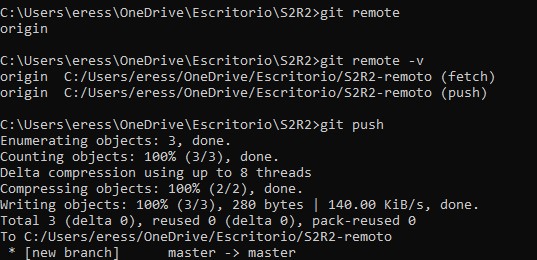 C:\Users\eress\OneDrive\Escritorio\S2R2>git remote
origin
C:\Users\eress\OneDrive\Escritorio\S2R2>git remote -v
origin  C:/Users/eress/OneDrive/Escritorio/S2R2-remoto (fetch)
origin  C:/Users/eress/OneDrive/Escritorio/S2R2-remoto (push)
C:\Users\eress\OneDrive\Escritorio\S2R2>git push
Enumerating objects: 3, done.
Counting objects: 100% (3/3), done.
Delta compression using up to 8 threads
Compressing objects: 100% (2/2), done.
Writing objects: 100% (3/3), 280 bytes | 140.00 KiB/s, done.
Total 3 (delta 0), reused 0 (delta 0), pack-reused 0
To C:/Users/eress/OneDrive/Escritorio/S2R2-remoto
 * [new branch]      master -> master